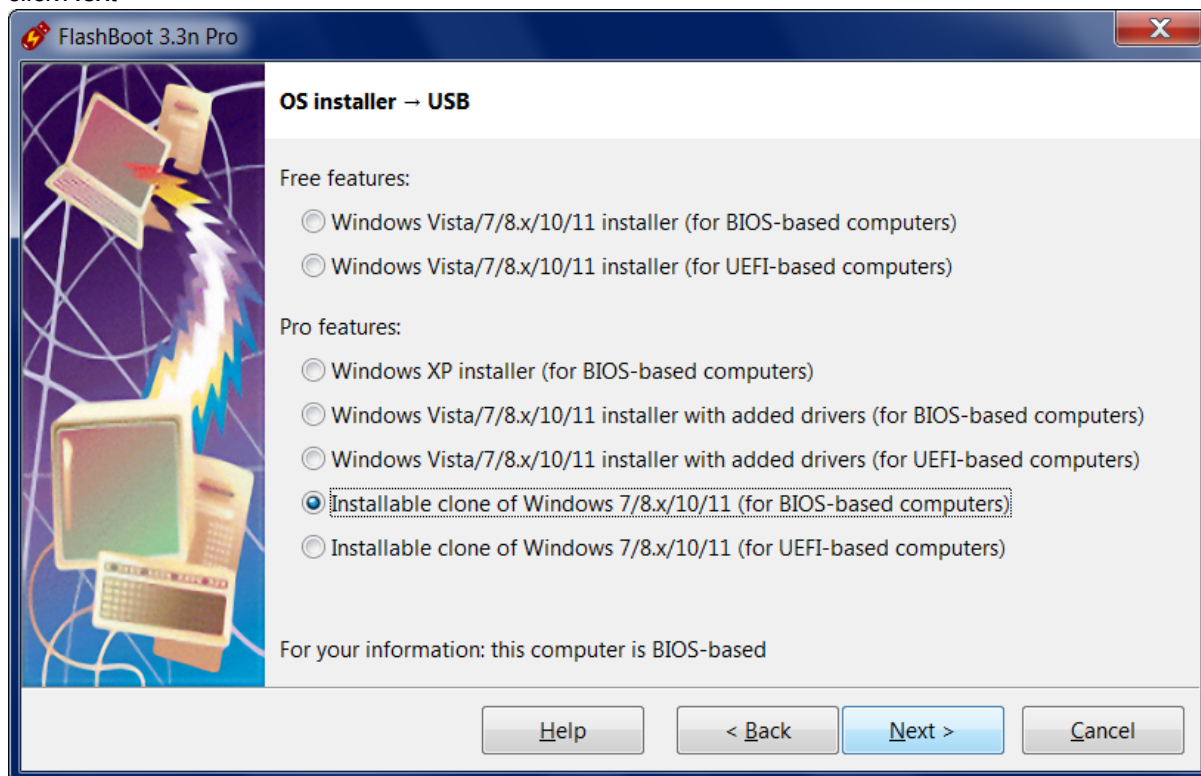 FlashBoot 3.3n Pro
X
OS installer → USB
Free features:
Windows Vista/7/8.x/10/11 installer (for BIOS-based computers)
Windows Vista/7/8.x/10/11 installer (for UEFI-based computers)
Pro features:
Windows XP installer (for BIOS-based computers)
Windows Vista/7/8.x/10/11 installer with added drivers (for BIOS-based computers)
Windows Vista/7/8.x/10/11 installer with added drivers (for UEFI-based computers)
Installable clone of Windows 7/8.x/10/11 (for BIOS-based computers)
Installable clone of Windows 7/8.x/10/11 (for UEFI-based computers)
For your information: this computer is BIOS-based
Help
< Back
Next >
Cancel